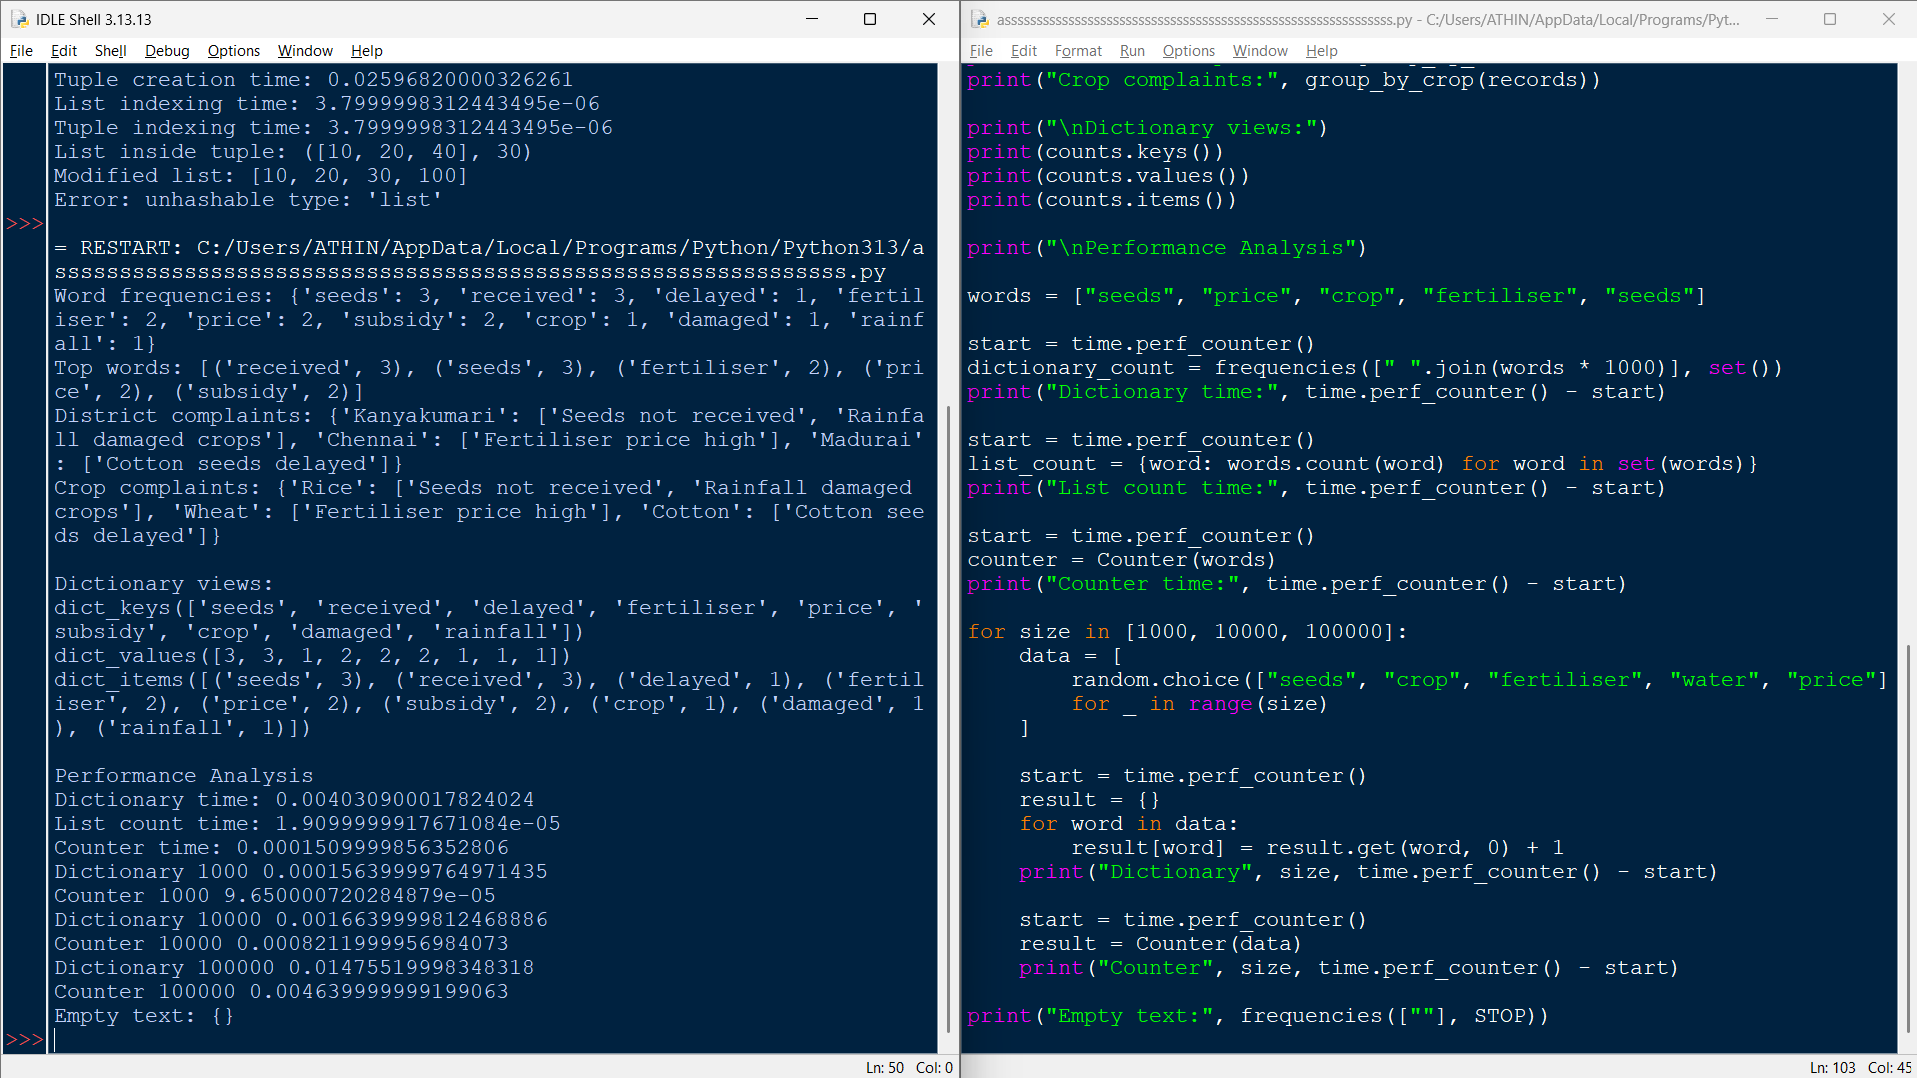 IDLE Shell 3.13.13
File Edit Shell Debug Options Window Help
Tuple creation time: 0.02596820000326261
List indexing time: 3.7999998312443495e-06
Tuple indexing time: 3.7999998312443495e-06
List inside tuple: ([10, 20, 40], 30)
Modified list: [10, 20, 30, 100]
Error: unhashable type: 'list'
>>>
= RESTART: C:/Users/ATHIN/AppData/Local/Programs/Python/Python313/a
sssssssssssssssssssssssssssssssssssssssssssssssssssssssssssss.py
Word frequencies: {'seeds': 3, 'received': 3, 'delayed': 1, 'fertil
iser': 2, 'price': 2, 'subsidy': 2, 'crop': 1, 'damaged': 1, 'rainf
all': 1}
Top words: [('received', 3), ('seeds', 3), ('fertiliser', 2), ('pri
ce', 2), ('subsidy', 2)]
District complaints: {'Kanyakumari': ['Seeds not received', 'Rainfa
ll damaged crops'], 'Chennai': ['Fertiliser price high'], 'Madurai'
: ['Cotton seeds delayed']}
Crop complaints: {'Rice': ['Seeds not received', 'Rainfall damaged
crops'], 'Wheat': ['Fertiliser price high'], 'Cotton': ['Cotton see
ds delayed']}
Dictionary views:
dict_keys(['seeds', 'received', 'delayed', 'fertiliser', 'price', '
subsidy', 'crop', 'damaged', 'rainfall'])
dict_values([3, 3, 1, 2, 2, 2, 1, 1, 1])
dict_items([('seeds', 3), ('received', 3), ('delayed', 1), ('fertil
iser', 2), ('price', 2), ('subsidy', 2), ('crop', 1), ('damaged', 1
), ('rainfall', 1)])
Performance Analysis
Dictionary time: 0.004030900017824024
List count time: 1.9099999917671084e-05
Counter time: 0.0001509999856352806
Dictionary 1000 0.00015639999764971435
Counter 1000 9.650000720284879e-05
Dictionary 10000 0.0016639999812468886
Counter 10000 0.0008211999956984073
Dictionary 100000 0.01475519998348318
Counter 100000 0.004639999999199063
Empty text: {}
>>>
Ln: 50 Col: 0
asssssssssssssssssssssssssssssssssssssssssssssssssssssssssssss.py - C:/Users/ATHIN/AppData/Local/Programs/Pyt...
File Edit Format Run Options Window Help
print("Crop complaints:", group_by_crop(records))
print("\nDictionary views:")
print(counts.keys())
print(counts.values())
print(counts.items())
print("\nPerformance Analysis")
words = ["seeds", "price", "crop", "fertiliser", "seeds"]
start = time.perf_counter()
dictionary_count = frequencies([" ".join(words * 1000)], set())
print("Dictionary time:", time.perf_counter() - start)
start = time.perf_counter()
list_count = {word: words.count(word) for word in set(words)}
print("List count time:", time.perf_counter() - start)
start = time.perf_counter()
counter = Counter(words)
print("Counter time:", time.perf_counter() - start)
for size in [1000, 10000, 100000]:
data = [
random.choice(["seeds", "crop", "fertiliser", "water", "price"]
for _ in range(size)
]
start = time.perf_counter()
result = {}
for word in data:
result[word] = result.get(word, 0) + 1
print("Dictionary", size, time.perf_counter() - start)
start = time.perf_counter()
result = Counter(data)
print("Counter", size, time.perf_counter() - start)
print("Empty text:", frequencies([""], STOP))
Ln: 103 Col: 45